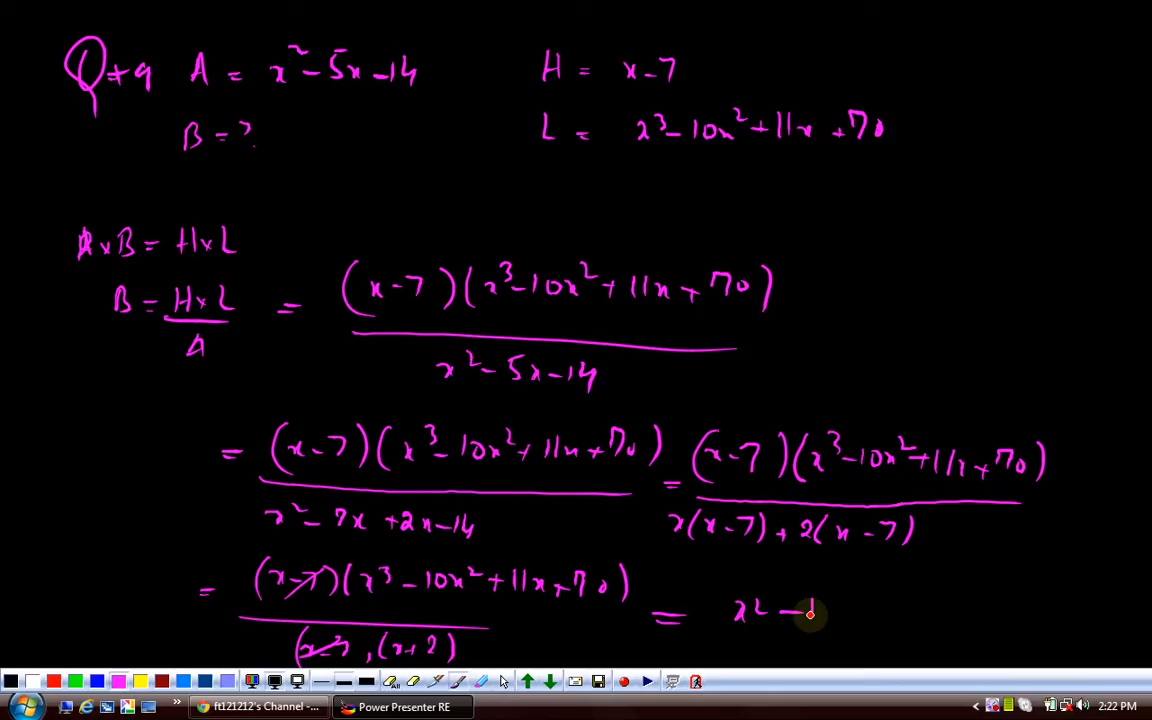 Q#9 A = x² - 5x - 14 H = x - 7
B = ? L = x³ - 10x² + 11x + 70
A x B = H x L
B = H x L / A = (x - 7)(x³ - 10x² + 11x + 70) / x² - 5x - 14
= (x - 7)(x³ - 10x² + 11x + 70) / x² - 7x + 2x - 14 = (x - 7)(x³ - 10x² + 11x + 70) / x(x - 7) + 2(x - 7)
= (x - 7)(x³ - 10x² + 11x + 70) / (x - 7)(x + 2) = x² - 1
ft121212's Channel -... Power Presenter RE 2:22 PM